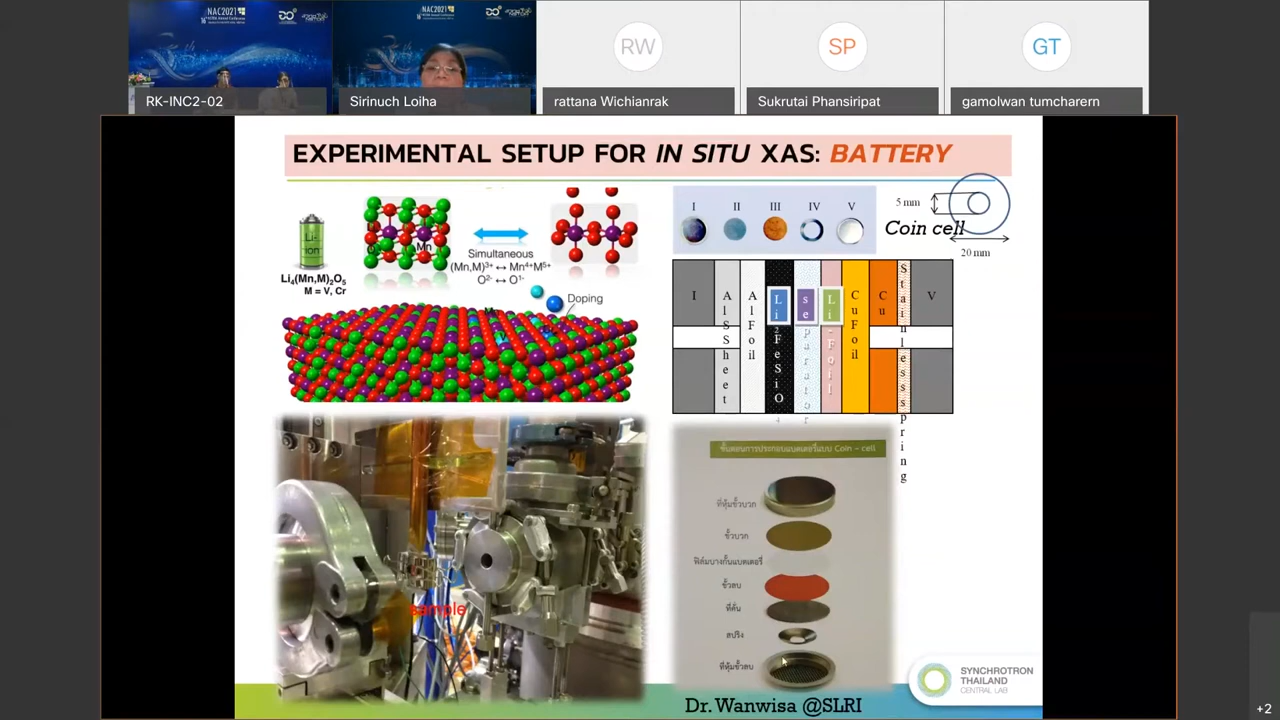 NAC2021
NAC2021
RW
SP
GT
RK-INC2-02
Sirinuch Loiha
rattana Wichianrak
Sukrutai Phansiripat
gamolwan tumcharern
EXPERIMENTAL SETUP FOR IN SITU XAS: BATTERY
Li-ion
Li₄(Mn,M)₂O₅
M = V, Cr
Mn
Simultaneous
(Mn,M)³⁺ ↔ Mn⁴⁺M⁵⁺
O²⁻ ↔ O¹⁻
Mn
Doping
I II III IV V
5 mm
Coin cell
20 mm
I
Al Sheet
Al Foil
Li₂FeSiO₄
separator
Li-Foil
Cu Foil
Cu
Stainless spring
V
sample
ขั้นตอนการประกอบแบตเตอรี่แบบ Coin - cell
ที่หุ้มขั้วบวก
ขั้วบวก
ฟิล์มบางกั้นแบตเตอรี่
ขั้วลบ
ที่คั่น
สปริง
ที่หุ้มขั้วลบ
SYNCHROTRON
THAILAND
CENTRAL LAB
Dr. Wanwisa @SLRI
+2